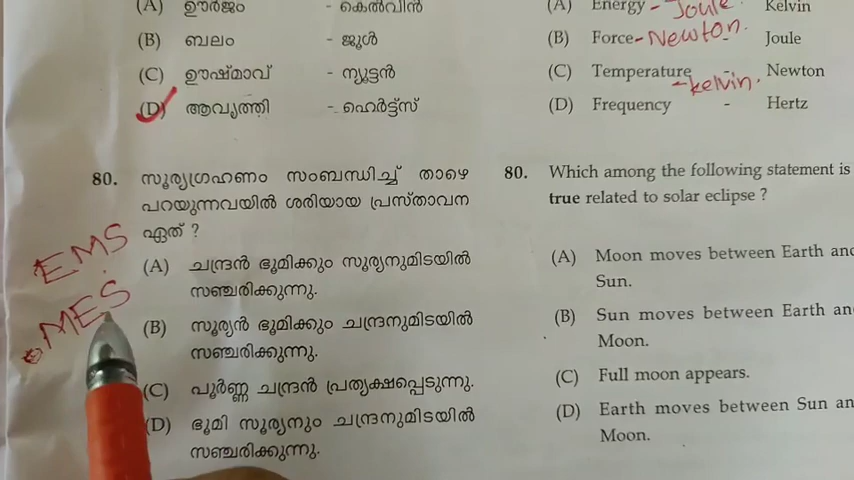 (A) ഊർജം - കെൽവിൻ
(B) ബലം - ജൂൾ
(C) ഊഷ്മാവ് - ന്യൂട്ടൻ
(D) ആവൃത്തി - ഹെർട്ട്സ്
80. സൂര്യഗ്രഹണം സംബന്ധിച്ച് താഴെ
പറയുന്നവയിൽ ശരിയായ പ്രസ്താവന
ഏത് ?
(A) ചന്ദ്രൻ ഭൂമിക്കും സൂര്യനുമിടയിൽ
സഞ്ചരിക്കുന്നു.
(B) സൂര്യൻ ഭൂമിക്കും ചന്ദ്രനുമിടയിൽ
സഞ്ചരിക്കുന്നു.
(C) പൂർണ്ണ ചന്ദ്രൻ പ്രത്യക്ഷപ്പെടുന്നു.
(D) ഭൂമി സൂര്യനും ചന്ദ്രനുമിടയിൽ
സഞ്ചരിക്കുന്നു.
EMS
MES
(A) Energy - Joule Kelvin
(B) Force - Newton. - Joule
(C) Temperature - Newton
- kelvin.
(D) Frequency - Hertz
80. Which among the following statement is
true related to solar eclipse ?
(A) Moon moves between Earth and
Sun.
(B) Sun moves between Earth an
Moon.
(C) Full moon appears.
(D) Earth moves between Sun an
Moon.